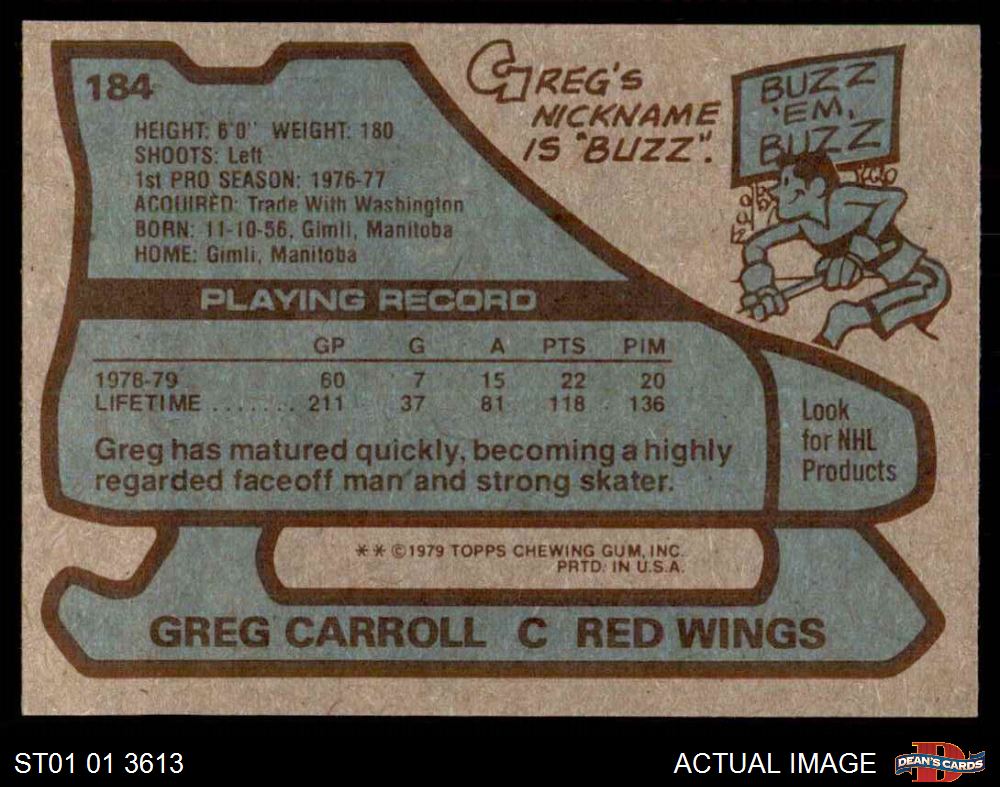 184
HEIGHT: 6'0" WEIGHT: 180
SHOOTS: Left
1st PRO SEASON: 1976-77
ACQUIRED: Trade With Washington
BORN: 11-10-56, Gimli, Manitoba
HOME: Gimli, Manitoba
GREG'S
NICKNAME
IS "BUZZ".
BUZZ
'EM,
BUZZ
PLAYING RECORD
GP G A PTS PIM
1978-79 60 7 15 22 20
LIFETIME ....... 211 37 81 118 136
Greg has matured quickly, becoming a highly
regarded faceoff man and strong skater.
Look
for NHL
Products
** ©1979 TOPPS CHEWING GUM, INC.
PRTD. IN U.S.A.
GREG CARROLL C RED WINGS
ST01 01 3613
ACTUAL IMAGE
D
DEAN'S CARDS